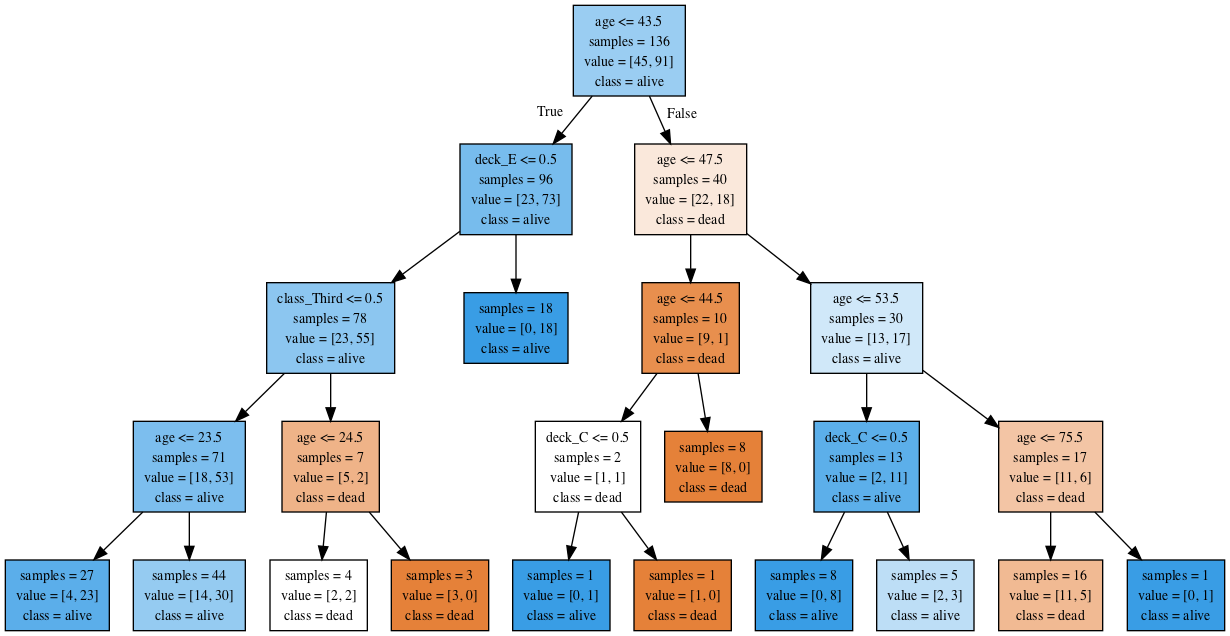 age <= 43.5
samples = 136
value = [45, 91]
class = alive
True
False
deck_E <= 0.5
samples = 96
value = [23, 73]
class = alive
age <= 47.5
samples = 40
value = [22, 18]
class = dead
class_Third <= 0.5
samples = 78
value = [23, 55]
class = alive
samples = 18
value = [0, 18]
class = alive
age <= 44.5
samples = 10
value = [9, 1]
class = dead
age <= 53.5
samples = 30
value = [13, 17]
class = alive
age <= 23.5
samples = 71
value = [18, 53]
class = alive
age <= 24.5
samples = 7
value = [5, 2]
class = dead
deck_C <= 0.5
samples = 2
value = [1, 1]
class = dead
samples = 8
value = [8, 0]
class = dead
deck_C <= 0.5
samples = 13
value = [2, 11]
class = alive
age <= 75.5
samples = 17
value = [11, 6]
class = dead
samples = 27
value = [4, 23]
class = alive
samples = 44
value = [14, 30]
class = alive
samples = 4
value = [2, 2]
class = dead
samples = 3
value = [3, 0]
class = dead
samples = 1
value = [0, 1]
class = alive
samples = 1
value = [1, 0]
class = dead
samples = 8
value = [0, 8]
class = alive
samples = 5
value = [2, 3]
class = alive
samples = 16
value = [11, 5]
class = dead
samples = 1
value = [0, 1]
class = alive